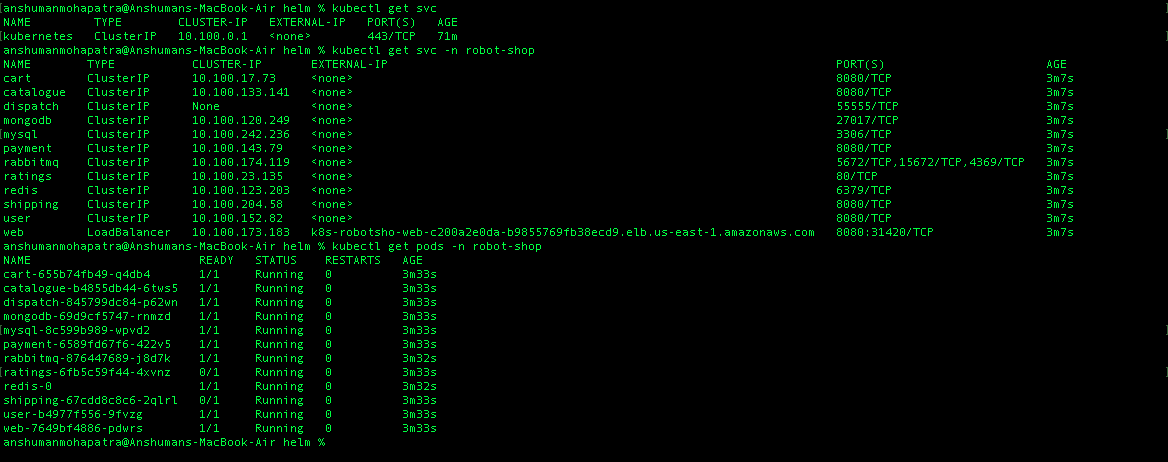 anshumanmohapatra@Anshumans-MacBook-Air helm % kubectl get svc
NAME TYPE CLUSTER-IP EXTERNAL-IP PORT(S) AGE
kubernetes ClusterIP 10.100.0.1 <none> 443/TCP 71m
anshumanmohapatra@Anshumans-MacBook-Air helm % kubectl get svc -n robot-shop
NAME TYPE CLUSTER-IP EXTERNAL-IP PORT(S) AGE
cart ClusterIP 10.100.17.73 <none> 8080/TCP 3m7s
catalogue ClusterIP 10.100.133.141 <none> 8080/TCP 3m7s
dispatch ClusterIP None <none> 55555/TCP 3m7s
mongodb ClusterIP 10.100.120.249 <none> 27017/TCP 3m7s
mysql ClusterIP 10.100.242.236 <none> 3306/TCP 3m7s
payment ClusterIP 10.100.143.79 <none> 8080/TCP 3m7s
rabbitmq ClusterIP 10.100.174.119 <none> 5672/TCP,15672/TCP,4369/TCP 3m7s
ratings ClusterIP 10.100.23.135 <none> 80/TCP 3m7s
redis ClusterIP 10.100.123.203 <none> 6379/TCP 3m7s
shipping ClusterIP 10.100.204.58 <none> 8080/TCP 3m7s
user ClusterIP 10.100.152.82 <none> 8080/TCP 3m7s
web LoadBalancer 10.100.173.183 k8s-robotsho-web-c200a2e0da-b9855769fb38ecd9.elb.us-east-1.amazonaws.com 8080:31420/TCP 3m7s
anshumanmohapatra@Anshumans-MacBook-Air helm % kubectl get pods -n robot-shop
NAME READY STATUS RESTARTS AGE
cart-655b74fb49-q4db4 1/1 Running 0 3m33s
catalogue-b4855db44-6tws5 1/1 Running 0 3m33s
dispatch-845799dc84-p62wn 1/1 Running 0 3m33s
mongodb-69d9cf5747-rnmzd 1/1 Running 0 3m33s
mysql-8c599b989-wpvd2 1/1 Running 0 3m33s
payment-6589fd67f6-422v5 1/1 Running 0 3m33s
rabbitmq-876447689-j8d7k 1/1 Running 0 3m32s
ratings-6fb5c59f44-4xvnz 0/1 Running 0 3m33s
redis-0 1/1 Running 0 3m32s
shipping-67cdd8c8c6-2qlrl 0/1 Running 0 3m33s
user-b4977f556-9fvzg 1/1 Running 0 3m33s
web-7649bf4886-pdwrs 1/1 Running 0 3m33s
anshumanmohapatra@Anshumans-MacBook-Air helm %